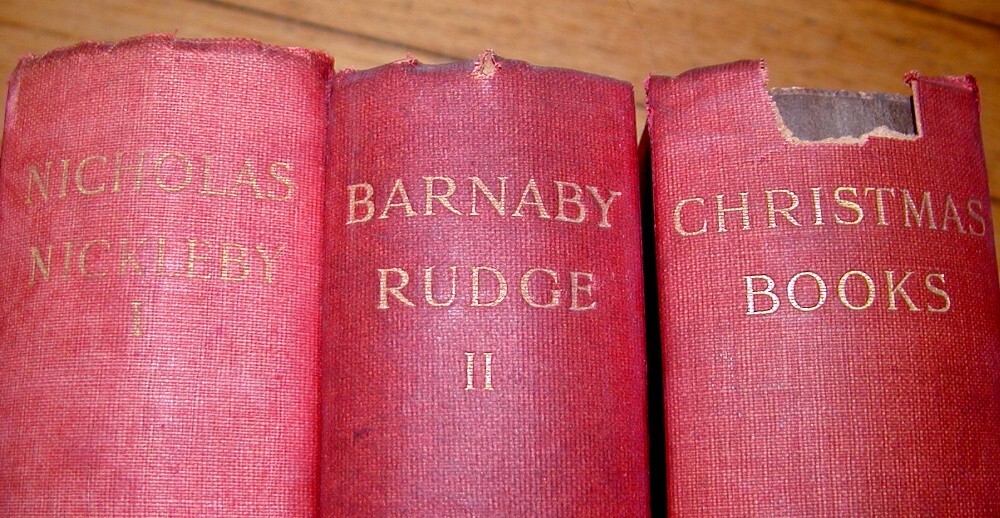 NICHOLAS
NICKLEBY
I
BARNABY
RUDGE
II
CHRISTMAS
BOOKS